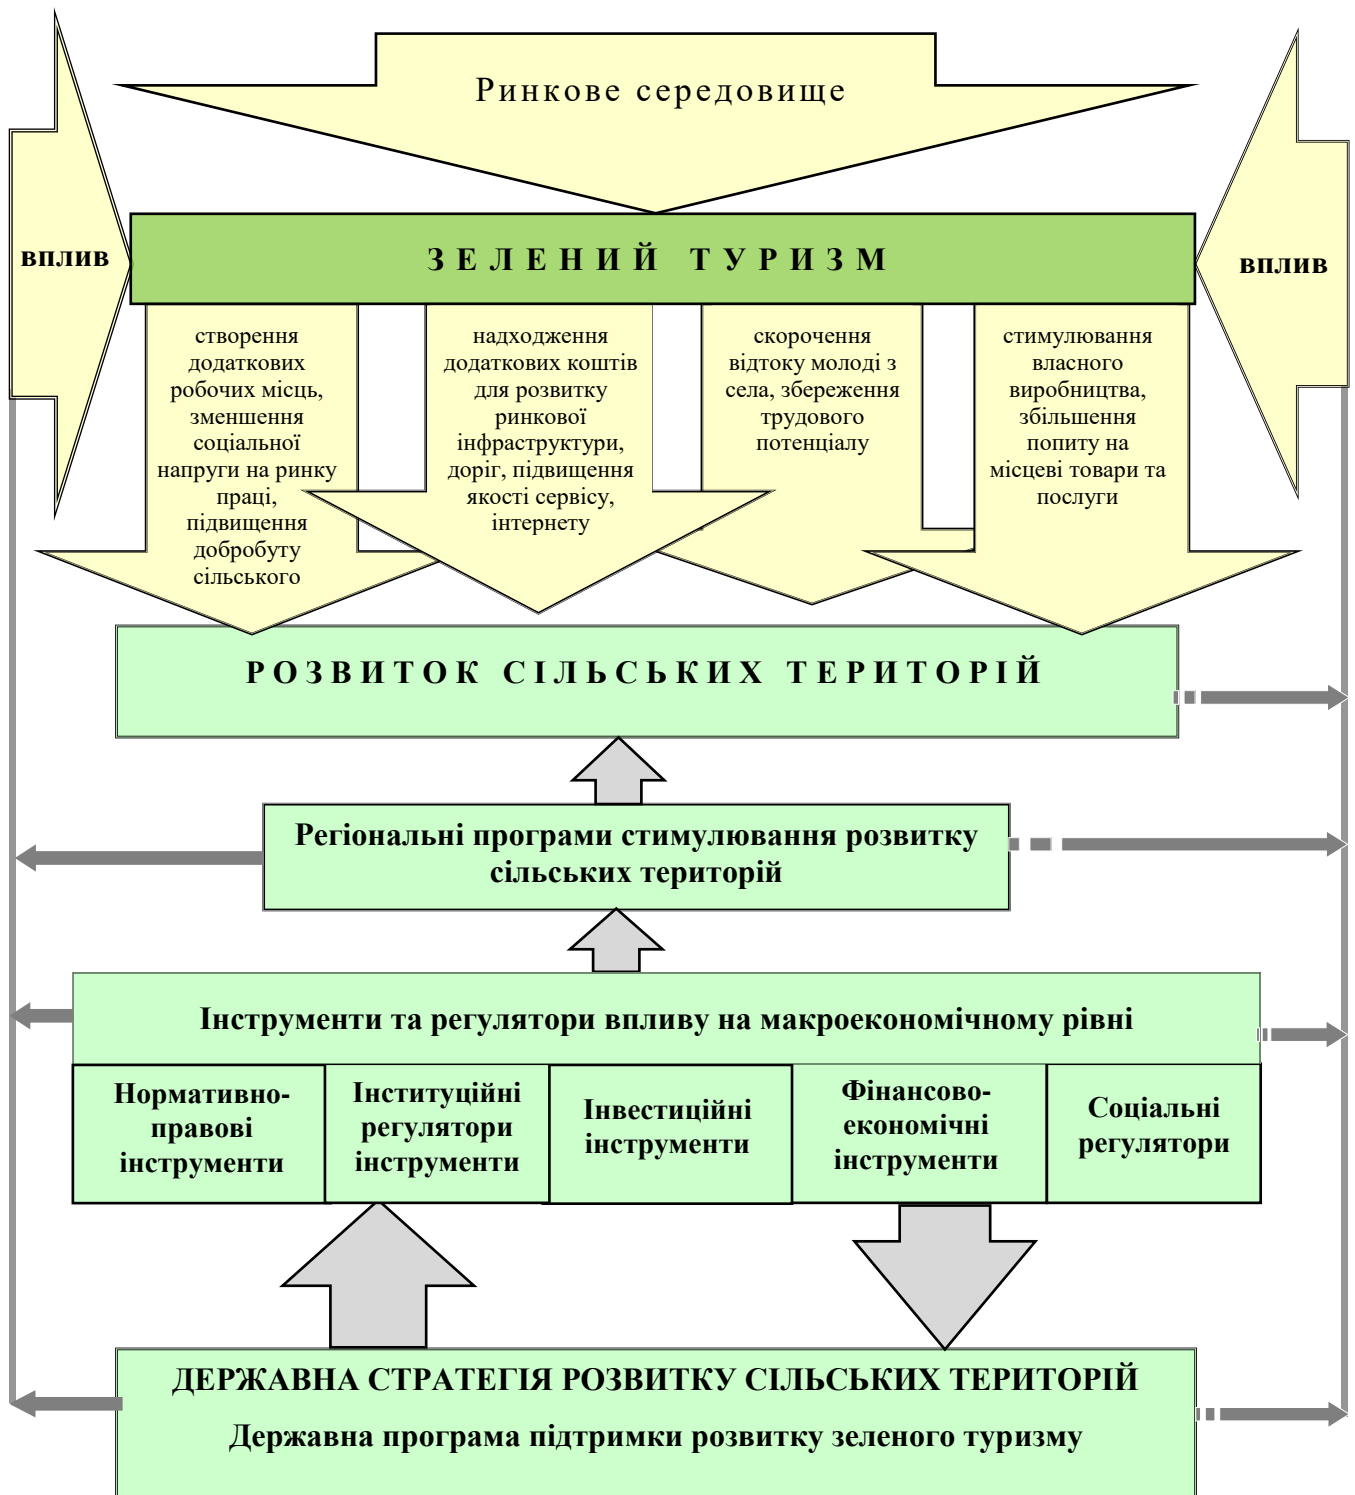 Ринкове середовище
вплив
ЗЕЛЕНИЙ ТУРИЗМ
вплив
створення
додаткових
робочих місць,
зменшення
соціальної
напруги на ринку
праці,
підвищення
добробуту
сільського
надходження
додаткових коштів
для розвитку
ринкової
інфраструктури,
доріг, підвищення
якості сервісу,
інтернету
скорочення
відтоку молоді з
села, збереження
трудового
потенціалу
стимулювання
власного
виробництва,
збільшення
попиту на
місцеві товари та
послуги
РОЗВИТОК СІЛЬСЬКИХ ТЕРИТОРІЙ
Регіональні програми стимулювання розвитку
сільських територій
Інструменти та регулятори впливу на макроекономічному рівні
Нормативно-
правові
інструменти
Інституційні
регулятори
інструменти
Інвестиційні
інструменти
Фінансово-
економічні
інструменти
Соціальні
регулятори
ДЕРЖАВНА СТРАТЕГІЯ РОЗВИТКУ СІЛЬСЬКИХ ТЕРИТОРІЙ
Державна програма підтримки розвитку зеленого туризму